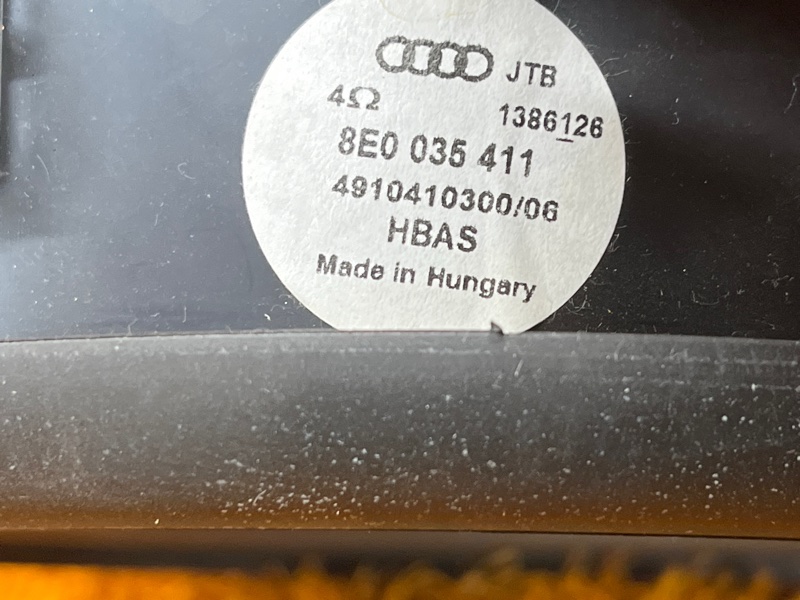 JTB
4Ω 1386126
8E0 035 411
4910410300/06
HBAS
Made in Hungary